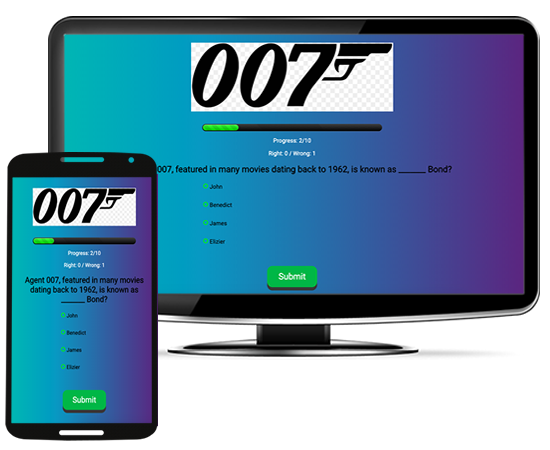 007
Progress: 2/10
Right: 0 / Wrong: 1
007, featured in many movies dating back to 1962, is known as ______ Bond?
John
Benedict
James
Elizier
Submit
007
Progress: 2/10
Right: 0 / Wrong: 1
Agent 007, featured in many movies
dating back to 1962, is known as
______ Bond?
John
Benedict
James
Elizier
Submit